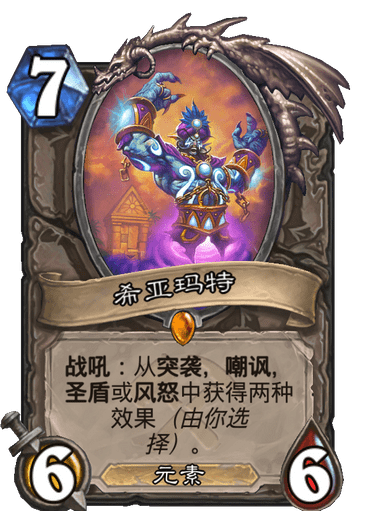 7
希亚玛特
战吼：从突袭，嘲讽，
圣盾或风怒中获得两种
效果（由你选
择）。
6
元素
6